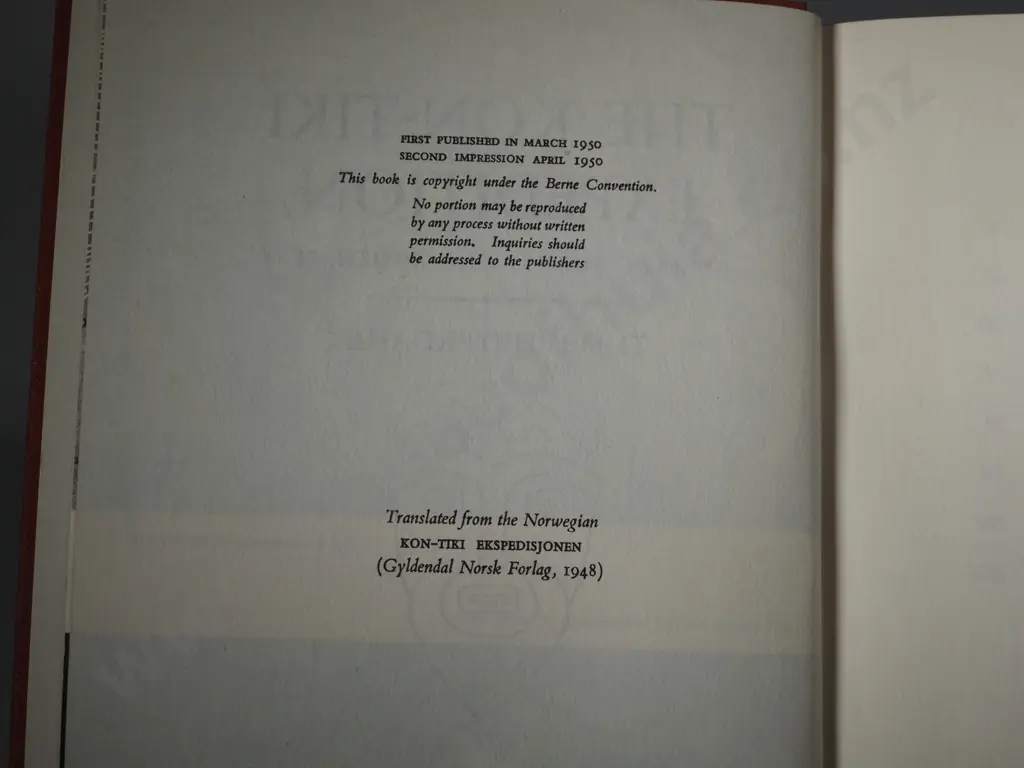 FIRST PUBLISHED IN MARCH 1950
SECOND IMPRESSION APRIL 1950
This book is copyright under the Berne Convention.
No portion may be reproduced
by any process without written
permission. Inquiries should
be addressed to the publishers
Translated from the Norwegian
KON-TIKI EKSPEDISJONEN
(Gyldendal Norsk Forlag, 1948)